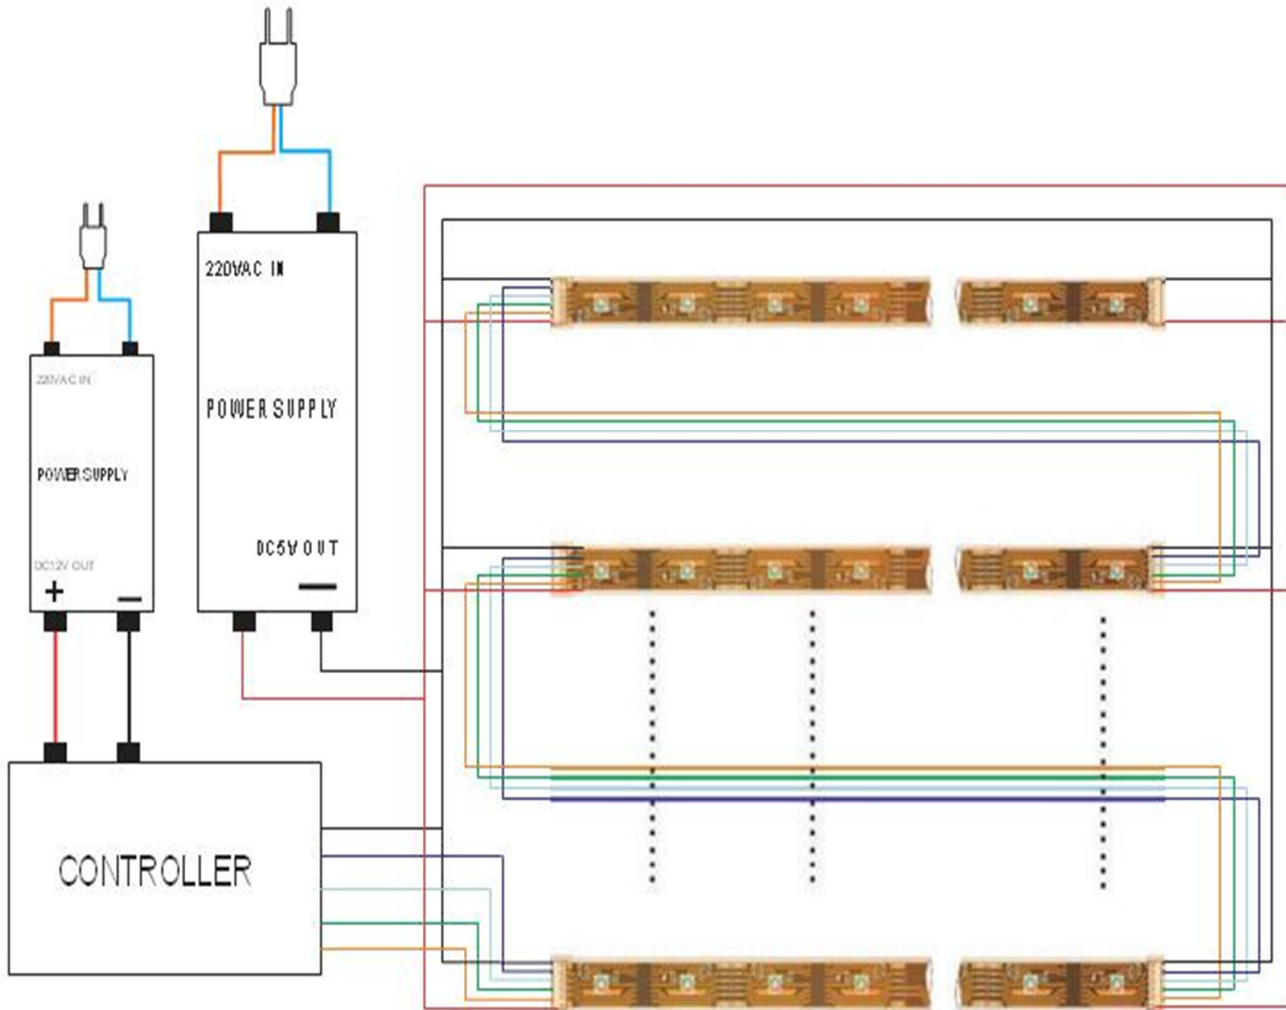 220VAC IN
POWER SUPPLY
DC12V OUT
+
—
220VAC IN
POWER SUPPLY
DC5V OUT
—
CONTROLLER